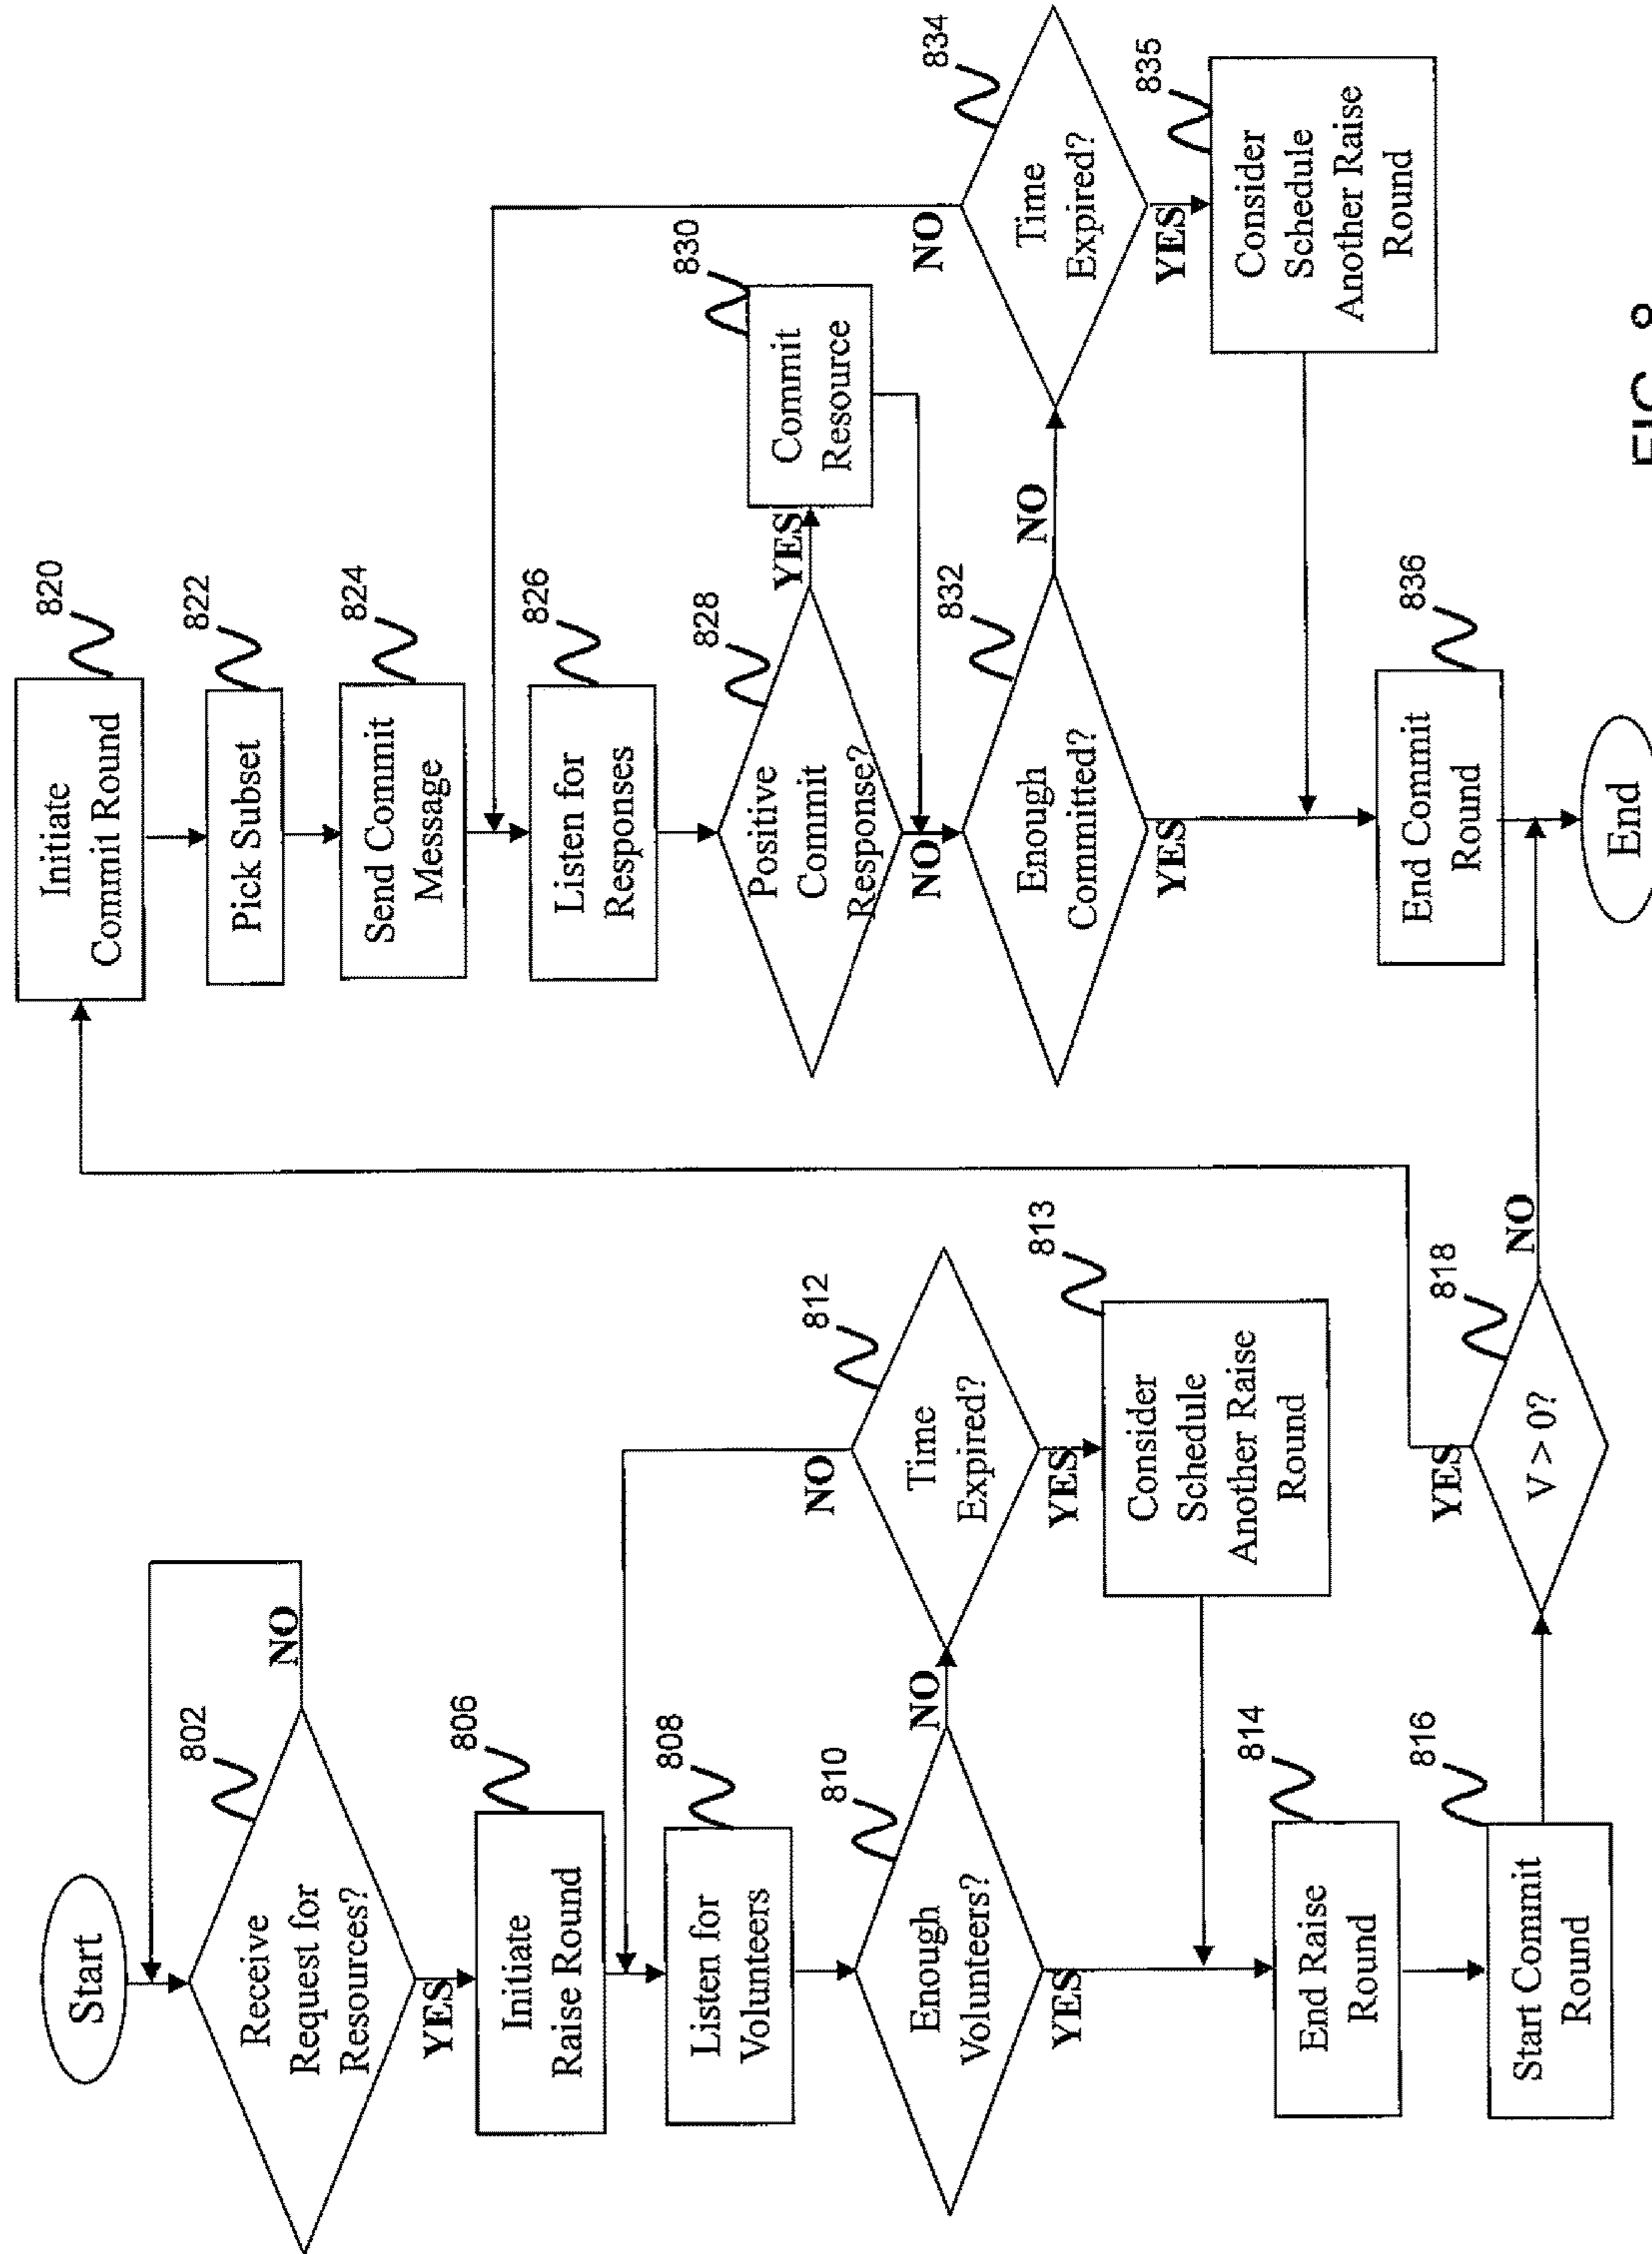 Start
802
Receive
Request for
Resources?
NO
YES
806
Initiate
Raise Round
808
Listen for
Volunteers
810
Enough
Volunteers?
NO
YES
812
Time
Expired?
NO
YES
813
Consider
Schedule
Another Raise
Round
814
End Raise
Round
816
Start Commit
Round
818
V > 0?
YES
NO
820
Initiate
Commit Round
822
Pick Subset
824
Send Commit
Message
826
Listen for
Responses
828
Positive
Commit
Response?
YES
NO
830
Commit
Resource
832
Enough
Committed?
NO
YES
834
Time
Expired?
NO
YES
835
Consider
Schedule
Another Raise
Round
836
End Commit
Round
End
FIG. 8